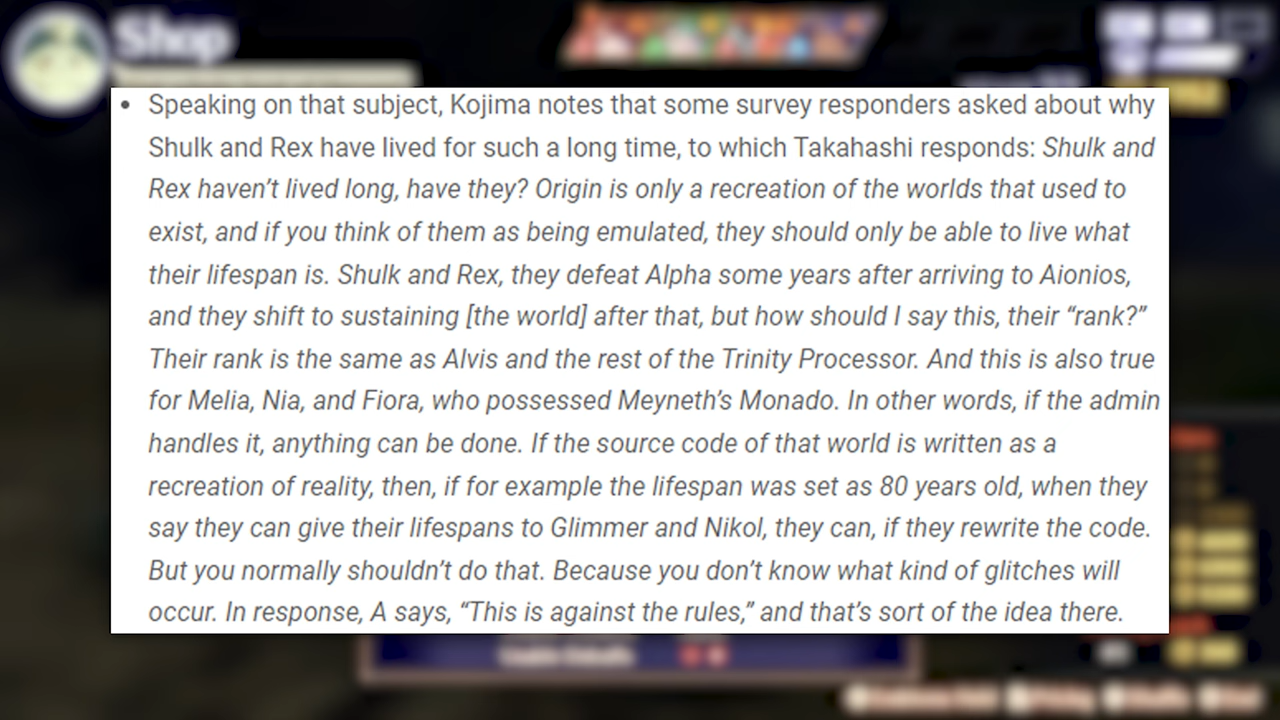 Shop
• Speaking on that subject, Kojima notes that some survey responders asked about why
Shulk and Rex have lived for such a long time, to which Takahashi responds: Shulk and
Rex haven't lived long, have they? Origin is only a recreation of the worlds that used to
exist, and if you think of them as being emulated, they should only be able to live what
their lifespan is. Shulk and Rex, they defeat Alpha some years after arriving to Aionios,
and they shift to sustaining [the world] after that, but how should I say this, their “rank?”
Their rank is the same as Alvis and the rest of the Trinity Processor. And this is also true
for Melia, Nia, and Fiora, who possessed Meyneth's Monado. In other words, if the admin
handles it, anything can be done. If the source code of that world is written as a
recreation of reality, then, if for example the lifespan was set as 80 years old, when they
say they can give their lifespans to Glimmer and Nikol, they can, if they rewrite the code.
But you normally shouldn't do that. Because you don't know what kind of glitches will
occur. In response, A says, “This is against the rules,” and that's sort of the idea there.